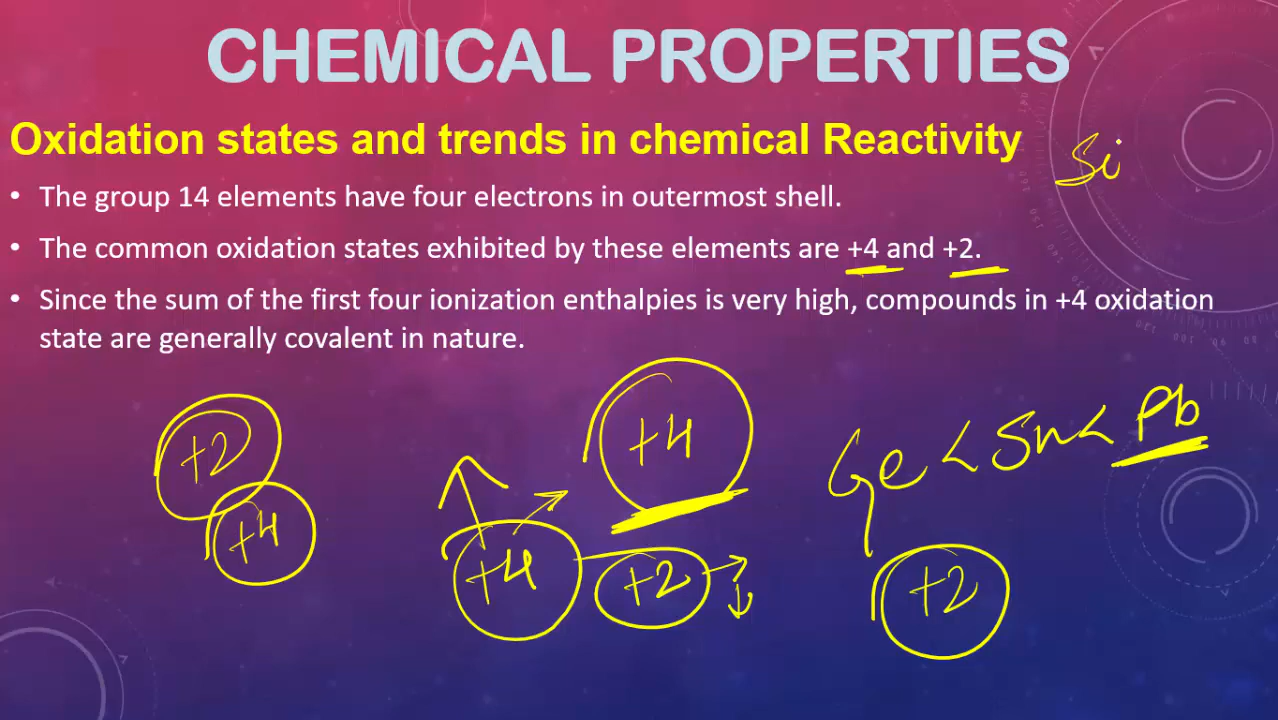 CHEMICAL PROPERTIES
Oxidation states and trends in chemical Reactivity
Si
• The group 14 elements have four electrons in outermost shell.
• The common oxidation states exhibited by these elements are +4 and +2.
• Since the sum of the first four ionization enthalpies is very high, compounds in +4 oxidation
state are generally covalent in nature.
+2
+4
+4
+4
+2
Ge < Sn < Pb
+2